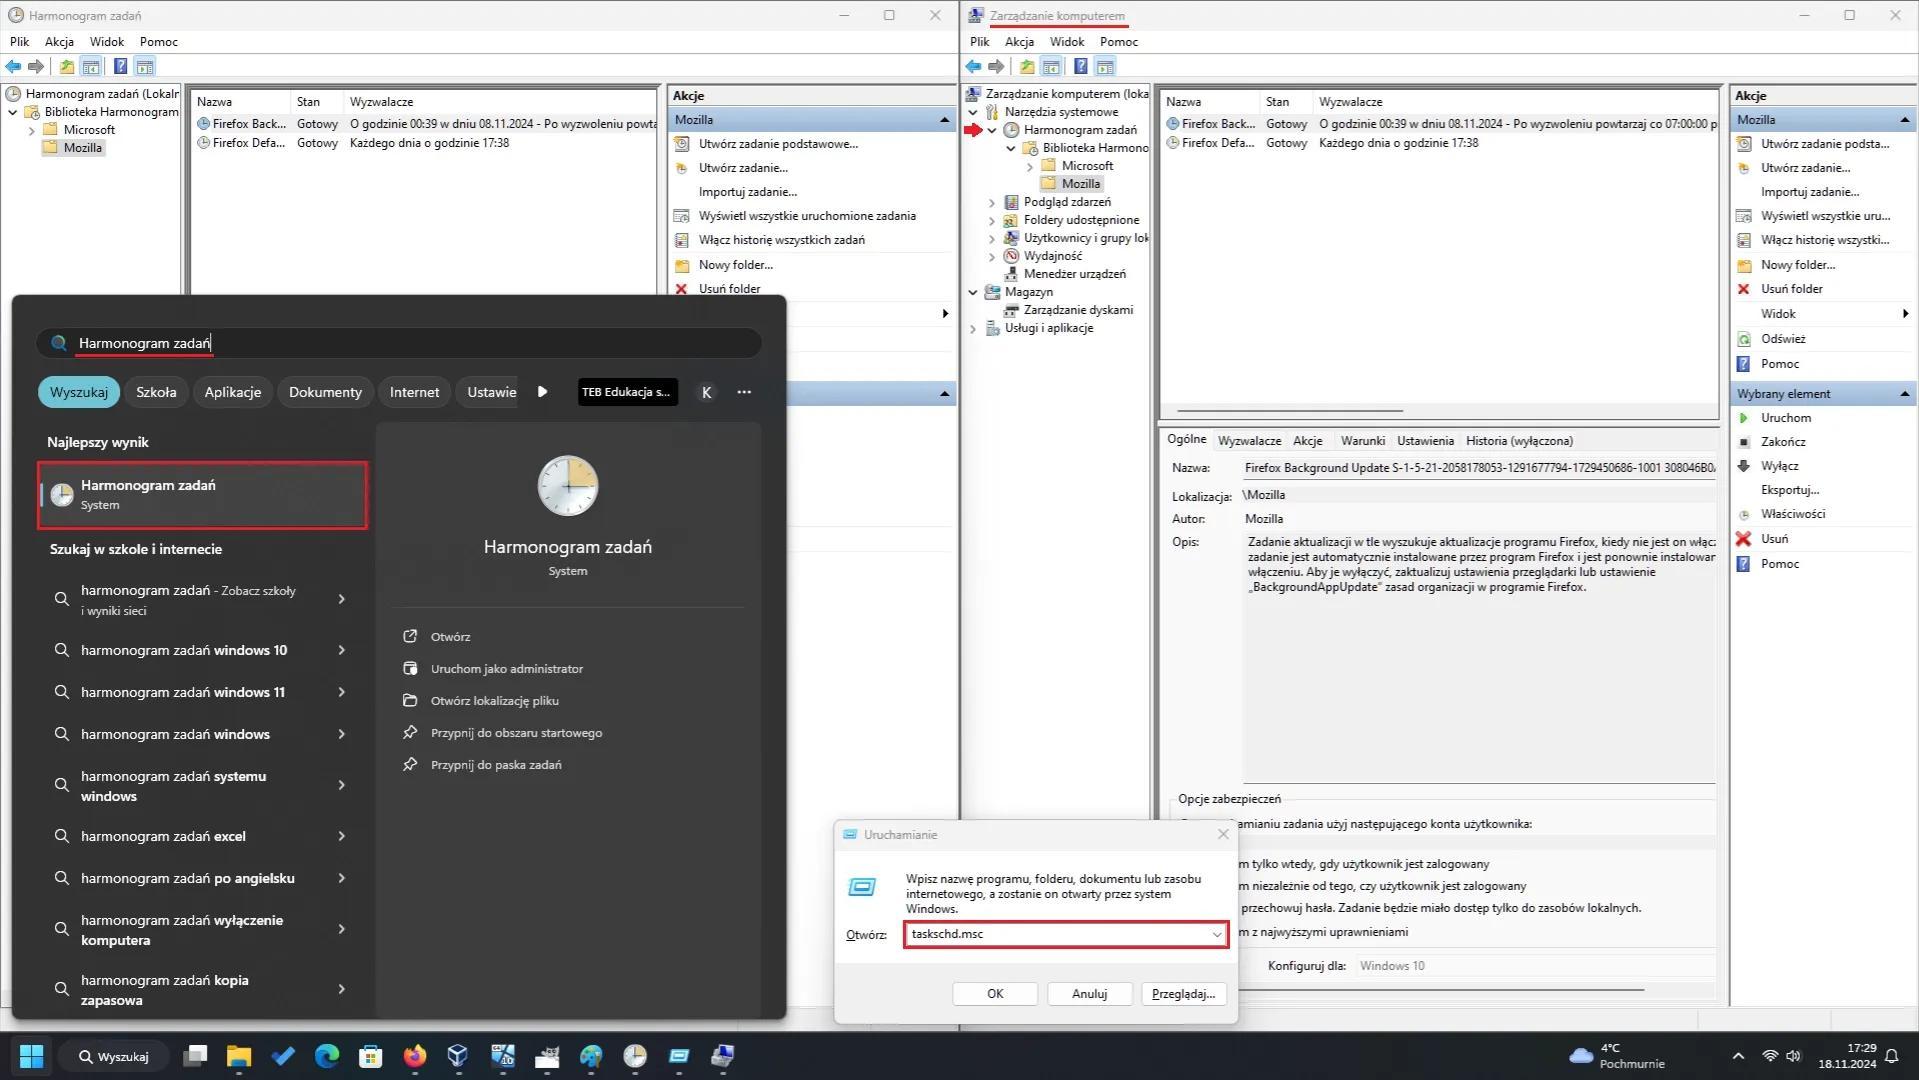 Harmonogram zadań
Plik Akcja Widok Pomoc
Harmonogram zadań (Lokaln
Biblioteka Harmonogram
Microsoft
Mozilla
Nazwa Stan Wyzwalacze
Firefox Back... Gotowy O godzinie 00:39 w dniu 08.11.2024 - Po wyzwoleniu powta
Firefox Defa... Gotowy Każdego dnia o godzinie 17:38
Akcje
Mozilla
Utwórz zadanie podstawowe...
Utwórz zadanie...
Importuj zadanie...
Wyświetl wszystkie uruchomione zadania
Włącz historię wszystkich zadań
Nowy folder...
Usuń folder
Harmonogram zadań
Wyszukaj Szkoła Aplikacje Dokumenty Internet Ustawie TEB Edukacja s... K
Najlepszy wynik
Harmonogram zadań
System
Szukaj w szkole i internecie
harmonogram zadań - Zobacz szkoły
i wyniki sieci
harmonogram zadań windows 10
harmonogram zadań windows 11
harmonogram zadań windows
harmonogram zadań systemu
windows
harmonogram zadań excel
harmonogram zadań po angielsku
harmonogram zadań wyłączenie
komputera
harmonogram zadań kopia
zapasowa
Harmonogram zadań
System
Otwórz
Uruchom jako administrator
Otwórz lokalizację pliku
Przypnij do obszaru startowego
Przypnij do paska zadań
Zarządzanie komputerem
Plik Akcja Widok Pomoc
Zarządzanie komputerem (loka
Narzędzia systemowe
Harmonogram zadań
Biblioteka Harmono
Microsoft
Mozilla
Podgląd zdarzeń
Foldery udostępnione
Użytkownicy i grupy lok
Wydajność
Menedżer urządzeń
Magazyn
Zarządzanie dyskami
Usługi i aplikacje
Nazwa Stan Wyzwalacze
Firefox Back... Gotowy O godzinie 00:39 w dniu 08.11.2024 - Po wyzwoleniu powtarzaj co 07:00:00 p
Firefox Defa... Gotowy Każdego dnia o godzinie 17:38
Ogólne Wyzwalacze Akcje Warunki Ustawienia Historia (wyłączona)
Nazwa: Firefox Background Update S-1-5-21-2058178053-1291677794-1729450686-1001 308046B0
Lokalizacja: \Mozilla
Autor: Mozilla
Opis: Zadanie aktualizacji w tle wyszukuje aktualizacje programu Firefox, kiedy nie jest on włącz
zadanie jest automatycznie instalowane przez program Firefox i jest ponownie instalowan
włączeniu. Aby je wyłączyć, zaktualizuj ustawienia przeglądarki lub ustawienie
„BackgroundAppUpdate” zasad organizacji w programie Firefox.
Opcje zabezpieczeń
amianiu zadania użyj następującego konta użytkownika:
m tylko wtedy, gdy użytkownik jest zalogowany
m niezależnie od tego, czy użytkownik jest zalogowany
przechowuj hasła. Zadanie będzie miało dostęp tylko do zasobów lokalnych.
m z najwyższymi uprawnieniami
Konfiguruj dla: Windows 10
Akcje
Mozilla
Utwórz zadanie podsta...
Utwórz zadanie...
Importuj zadanie...
Wyświetl wszystkie uru...
Włącz historię wszystki...
Nowy folder...
Usuń folder
Widok
Odśwież
Pomoc
Wybrany element
Uruchom
Zakończ
Wyłącz
Eksportuj...
Właściwości
Usuń
Pomoc
Uruchamianie
Wpisz nazwę programu, folderu, dokumentu lub zasobu
internetowego, a zostanie on otwarty przez system
Windows.
Otwórz: taskschd.msc
OK Anuluj Przeglądaj...
Wyszukaj
4°C
Pochmurnie
17:29
18.11.2024